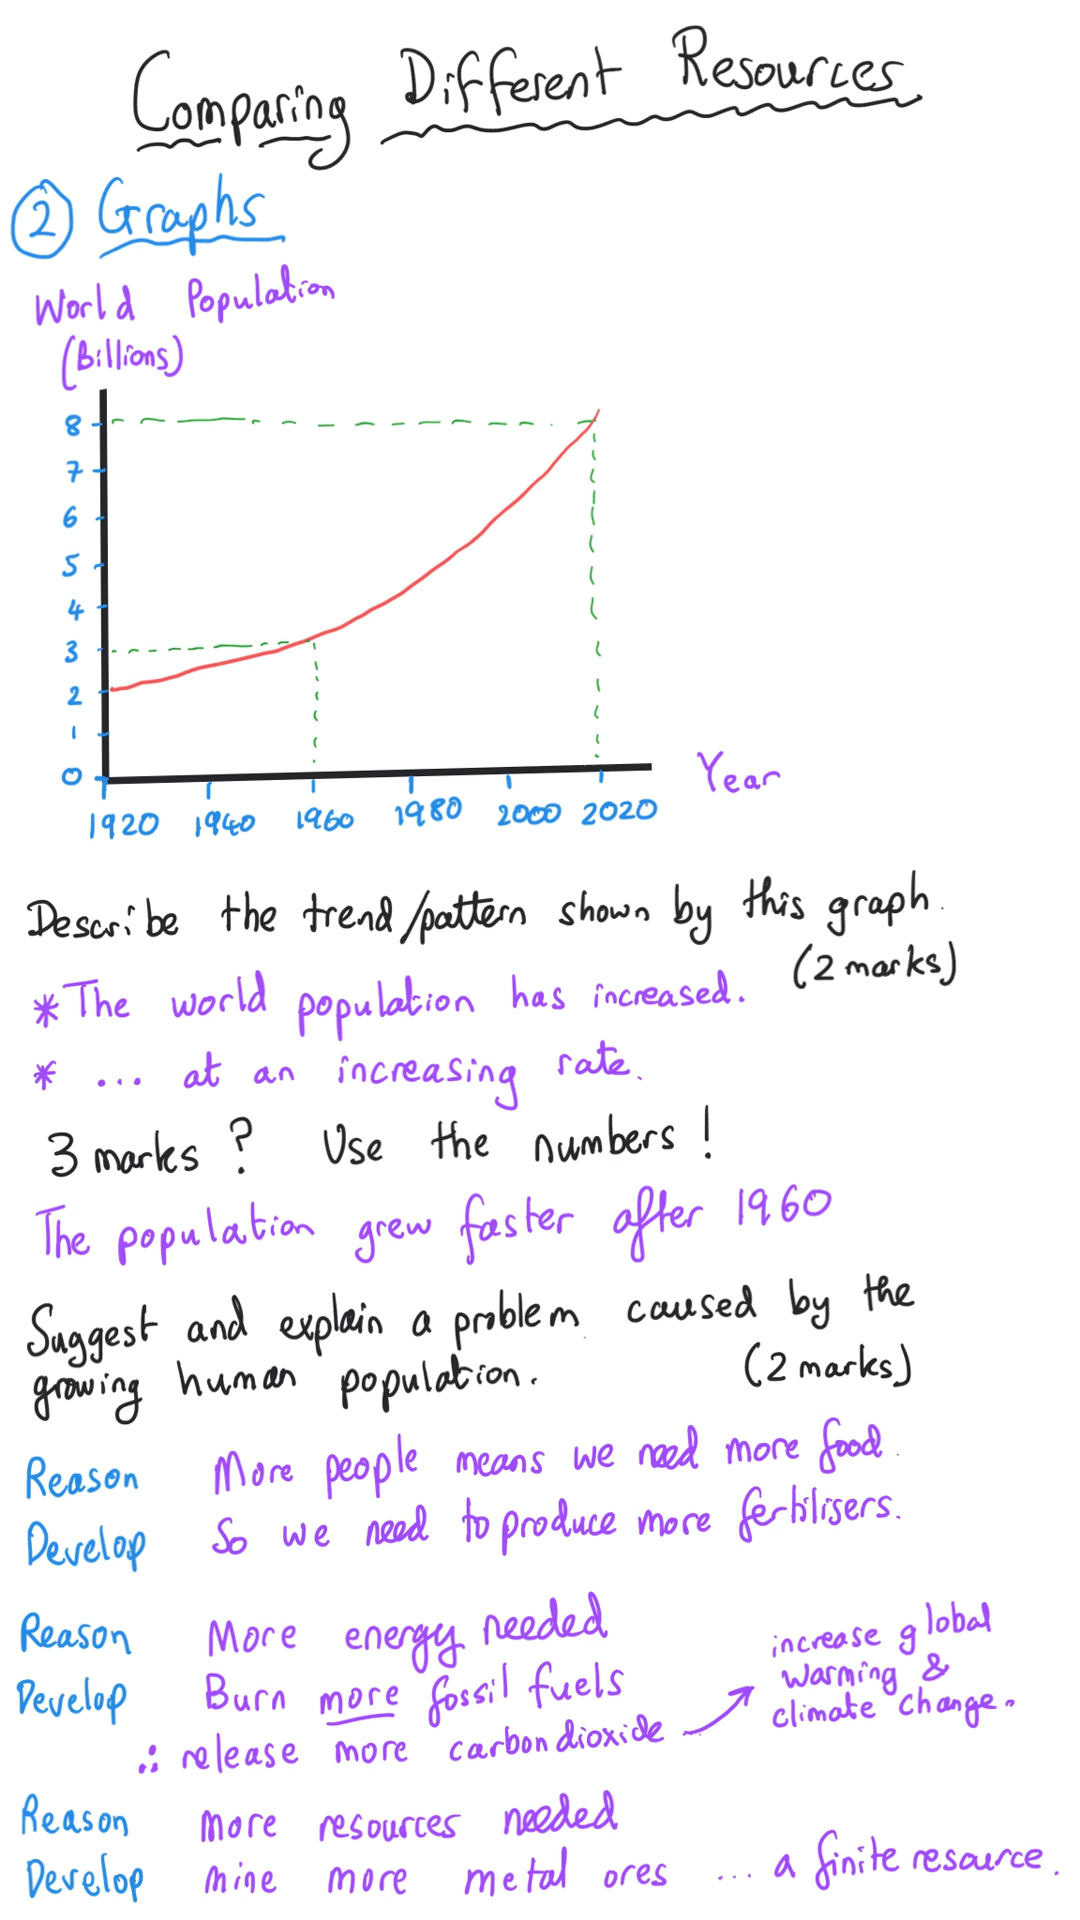 Comparing Different Resources
② Graphs
World Population
(Billions)
8
7
6
5
4
3
2
1
0
Year
1920 1940 1960 1980 2000 2020
Describe the trend/pattern shown by this graph.
(2 marks)
* The world population has increased.
* ... at an increasing rate.
3 marks? Use the numbers!
The population grew faster after 1960
Suggest and explain a problem caused by the
growing human population. (2 marks)
Reason More people means we need more food.
Develop So we need to produce more fertilisers.
Reason More energy needed
Develop Burn more fossil fuels
∴ release more carbon dioxide
increase global
warming &
climate change.
Reason more resources needed
Develop mine more metal ores ... a finite resource.